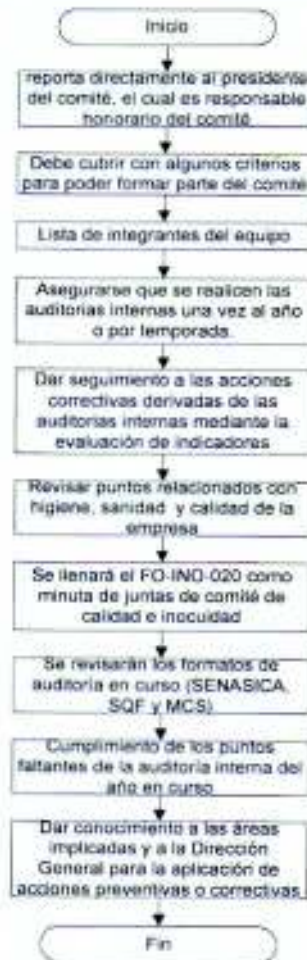 Inicio
reporta directamente al presidente
del comité, el cual es responsable
honorario del comité
Debe cubrir con algunos criterios
para poder formar parte del comité
Lista de integrantes del equipo
Asegurarse que se realicen las
auditorias internas una vez al año
o por temporada.
Dar seguimiento a las acciones
correctivas derivadas de las
auditorias internas mediante la
evaluación de indicadores
Revisar puntos relacionados con
higiene, sanidad y calidad de la
empresa
Se llenará el FO-INO-020 como
minuta de juntas de comité de
calidad e inocuidad
Se revisarán los formatos de
auditoría en curso (SENASICA,
SQF y MCS)
Cumplimiento de los puntos
faltantes de la auditoría interna del
año en curso
Dar conocimiento a las áreas
implicadas y a la Dirección
General para la aplicación de
acciones preventivas o correctivas
Fin